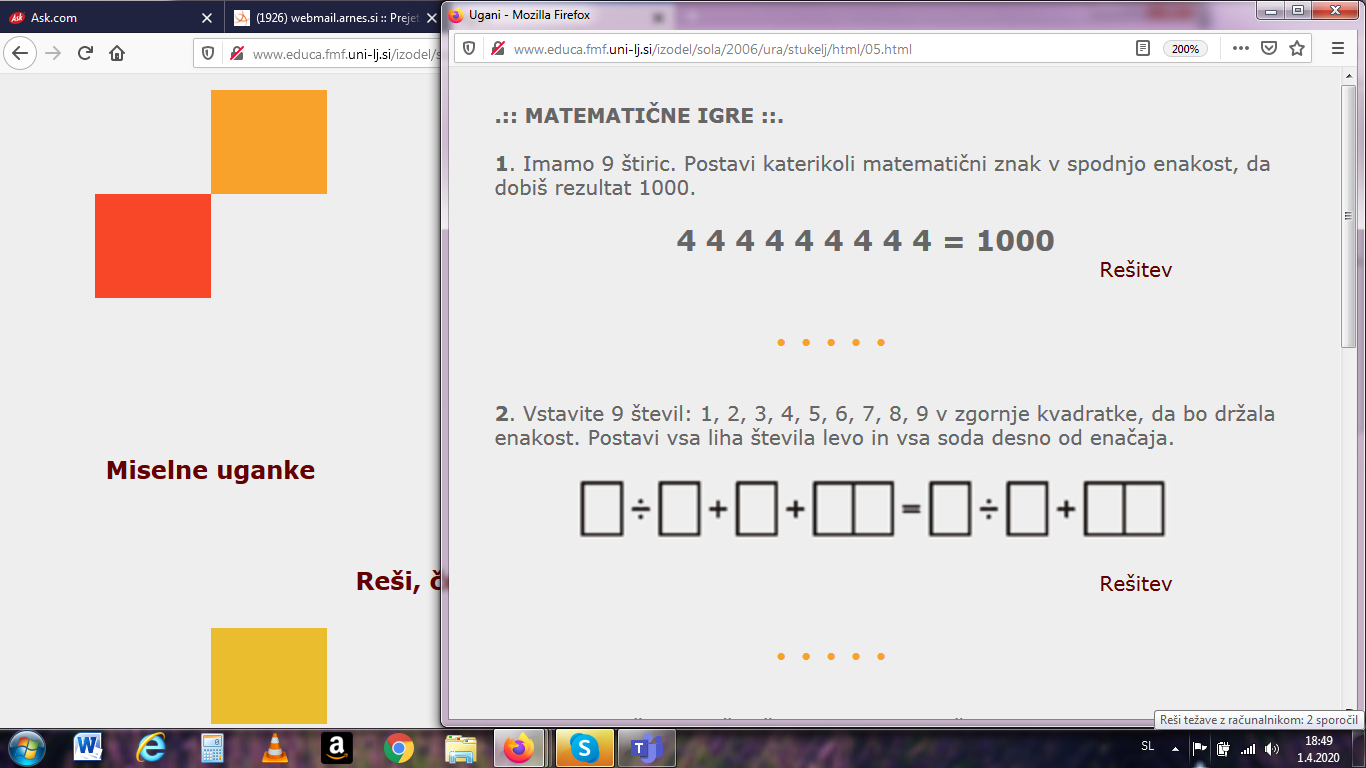 Ask.com
(1926) webmail.arnes.si :: Prejet
Ugani - Mozilla Firefox
www.educa.fmf.uni-lj.si/izodel/s
www.educa.fmf.uni-lj.si/izodel/sola/2006/ura/stukelj/html/05.html
200%
.:: MATEMATIČNE IGRE ::.
1. Imamo 9 štiric. Postavi katerikoli matematični znak v spodnjo enakost, da
dobiš rezultat 1000.
4 4 4 4 4 4 4 4 4 = 1000
Rešitev
2. Vstavite 9 števil: 1, 2, 3, 4, 5, 6, 7, 8, 9 v zgornje kvadratke, da bo držala
enakost. Postavi vsa liha števila levo in vsa soda desno od enačaja.
÷ + + = ÷ +
Rešitev
Miselne uganke
Reši, č
Reši težave z računalnikom: 2 sporočil
SL
18:49
1.4.2020